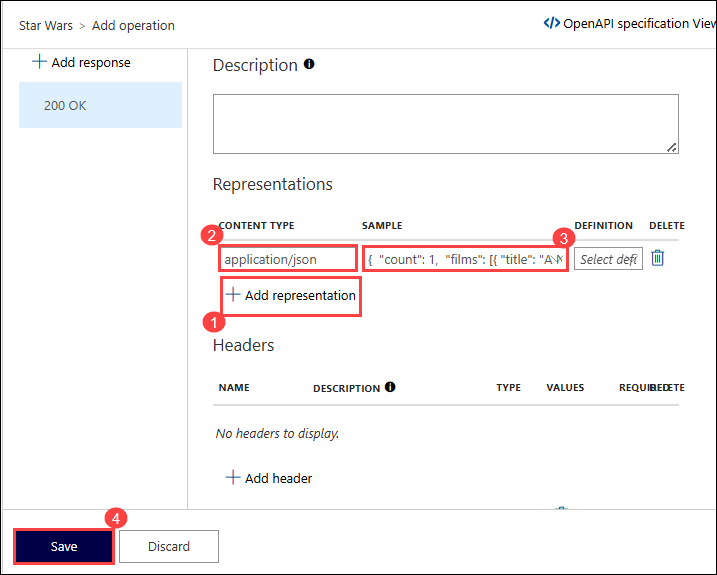 Star Wars > Add operation
</> OpenAPI specification View
+ Add response
200 OK
Description
Representations
2
CONTENT TYPE SAMPLE 3 DEFINITION DELETE
application/json { "count": 1, "films": [{ "title": "A Select defi
+ Add representation
1
Headers
NAME DESCRIPTION TYPE VALUES REQUIRED DELETE
No headers to display.
+ Add header
4
Save Discard